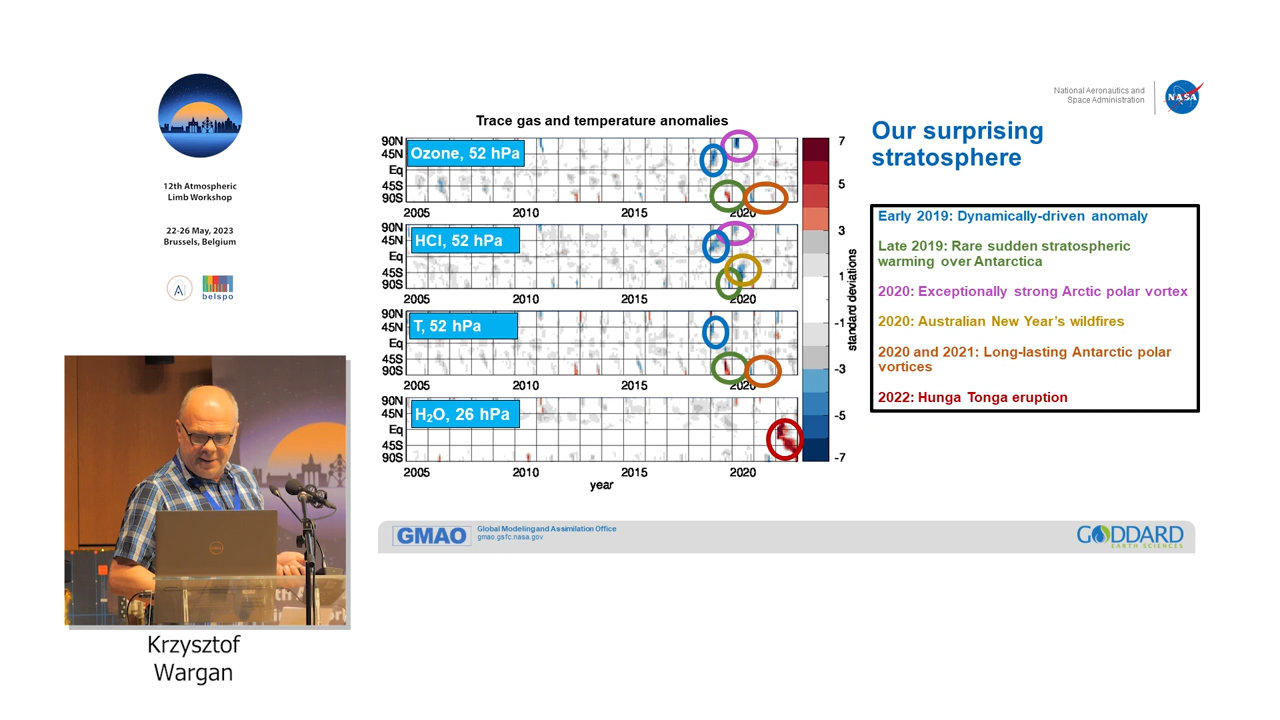 12th Atmospheric
Limb Workshop
22-26 May, 2023
Brussels, Belgium
belspo
Krzysztof
Wargan
National Aeronautics and
Space Administration
NASA
Our surprising
stratosphere
Trace gas and temperature anomalies
90N
45N
Eq
45S
90S
Ozone, 52 hPa
2005 2010 2015 2020
90N
45N
Eq
45S
90S
HCl, 52 hPa
2005 2010 2015 2020
90N
45N
Eq
45S
90S
T, 52 hPa
2005 2010 2015 2020
90N
45N
Eq
45S
90S
H₂O, 26 hPa
2005 2010 2015 2020
year
7
5
3
1
-1
-3
-5
-7
standard deviations
Early 2019: Dynamically-driven anomaly
Late 2019: Rare sudden stratospheric
warming over Antarctica
2020: Exceptionally strong Arctic polar vortex
2020: Australian New Year's wildfires
2020 and 2021: Long-lasting Antarctic polar
vortices
2022: Hunga Tonga eruption
GMAO
Global Modeling and Assimilation Office
gmao.gsfc.nasa.gov
GODDARD
EARTH SCIENCES